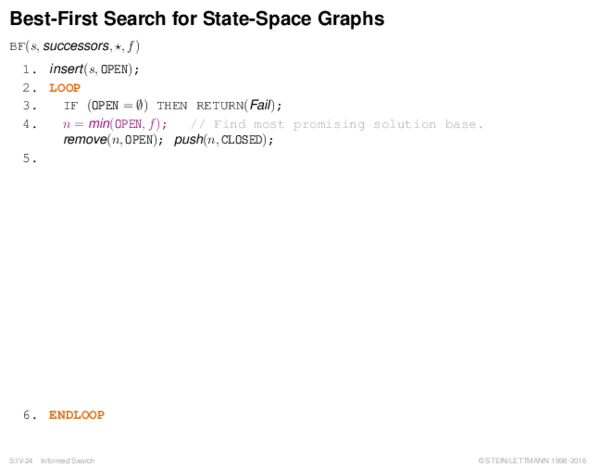 Best-First Search for State-Space Graphs
BF(s, successors, ⋆, f)
1. insert(s, OPEN);
2. LOOP
3. IF (OPEN = ∅) THEN RETURN(Fail);
4. n = min(OPEN, f); // Find most promising solution base.
remove(n, OPEN); push(n, CLOSED);
5.
6. ENDLOOP
S:IV-24 Informed Search ©STEIN/LETTMANN 1998-2016